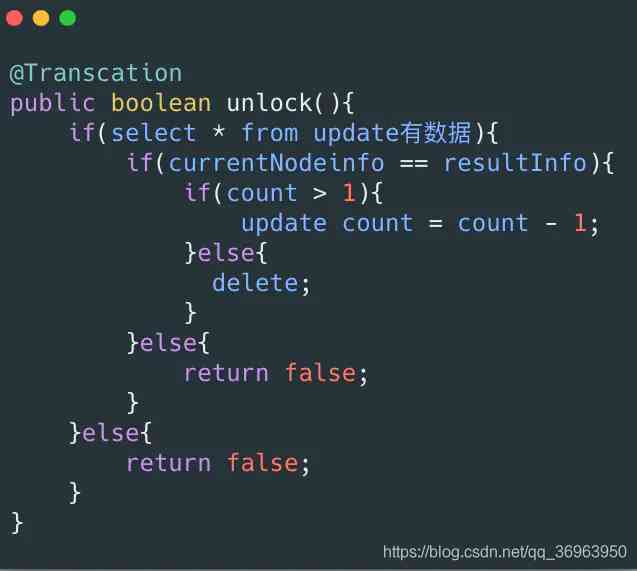 @Transcation
public boolean unlock(){
    if(select * from update有数据){
        if(currentNodeinfo == resultInfo){
            if(count > 1){
                update count = count - 1;
            }else{
              delete;
            }
        }else{
            return false;
        }
    }else{
        return false;
    }
}
https://blog.csdn.net/qq_36963950